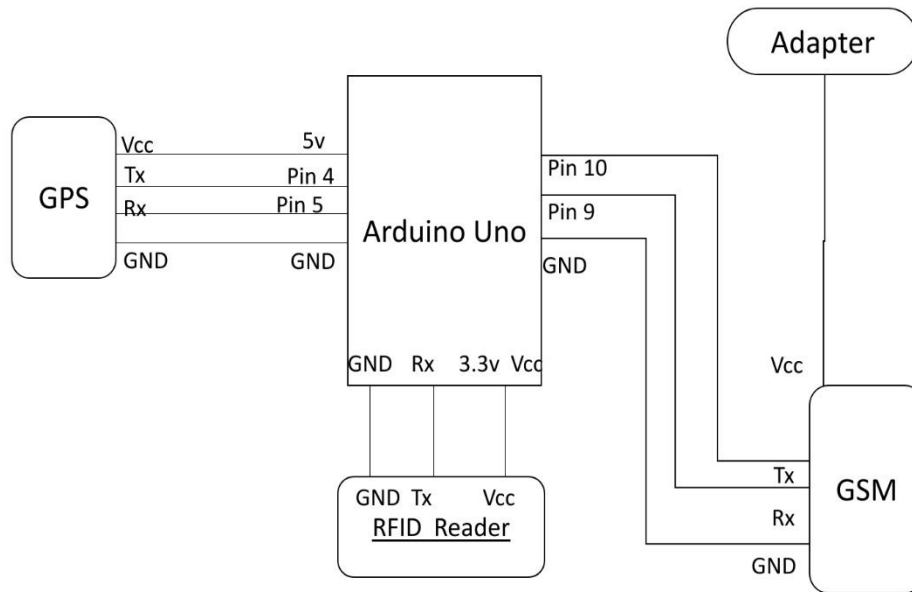 Adapter
Vcc 5v
Tx Pin 4
GPS
Rx Pin 5
GND GND
Arduino Uno
Pin 10
Pin 9
GND
GND Rx 3.3v Vcc
GND Tx Vcc
RFID Reader
Vcc
Tx
GSM
Rx
GND